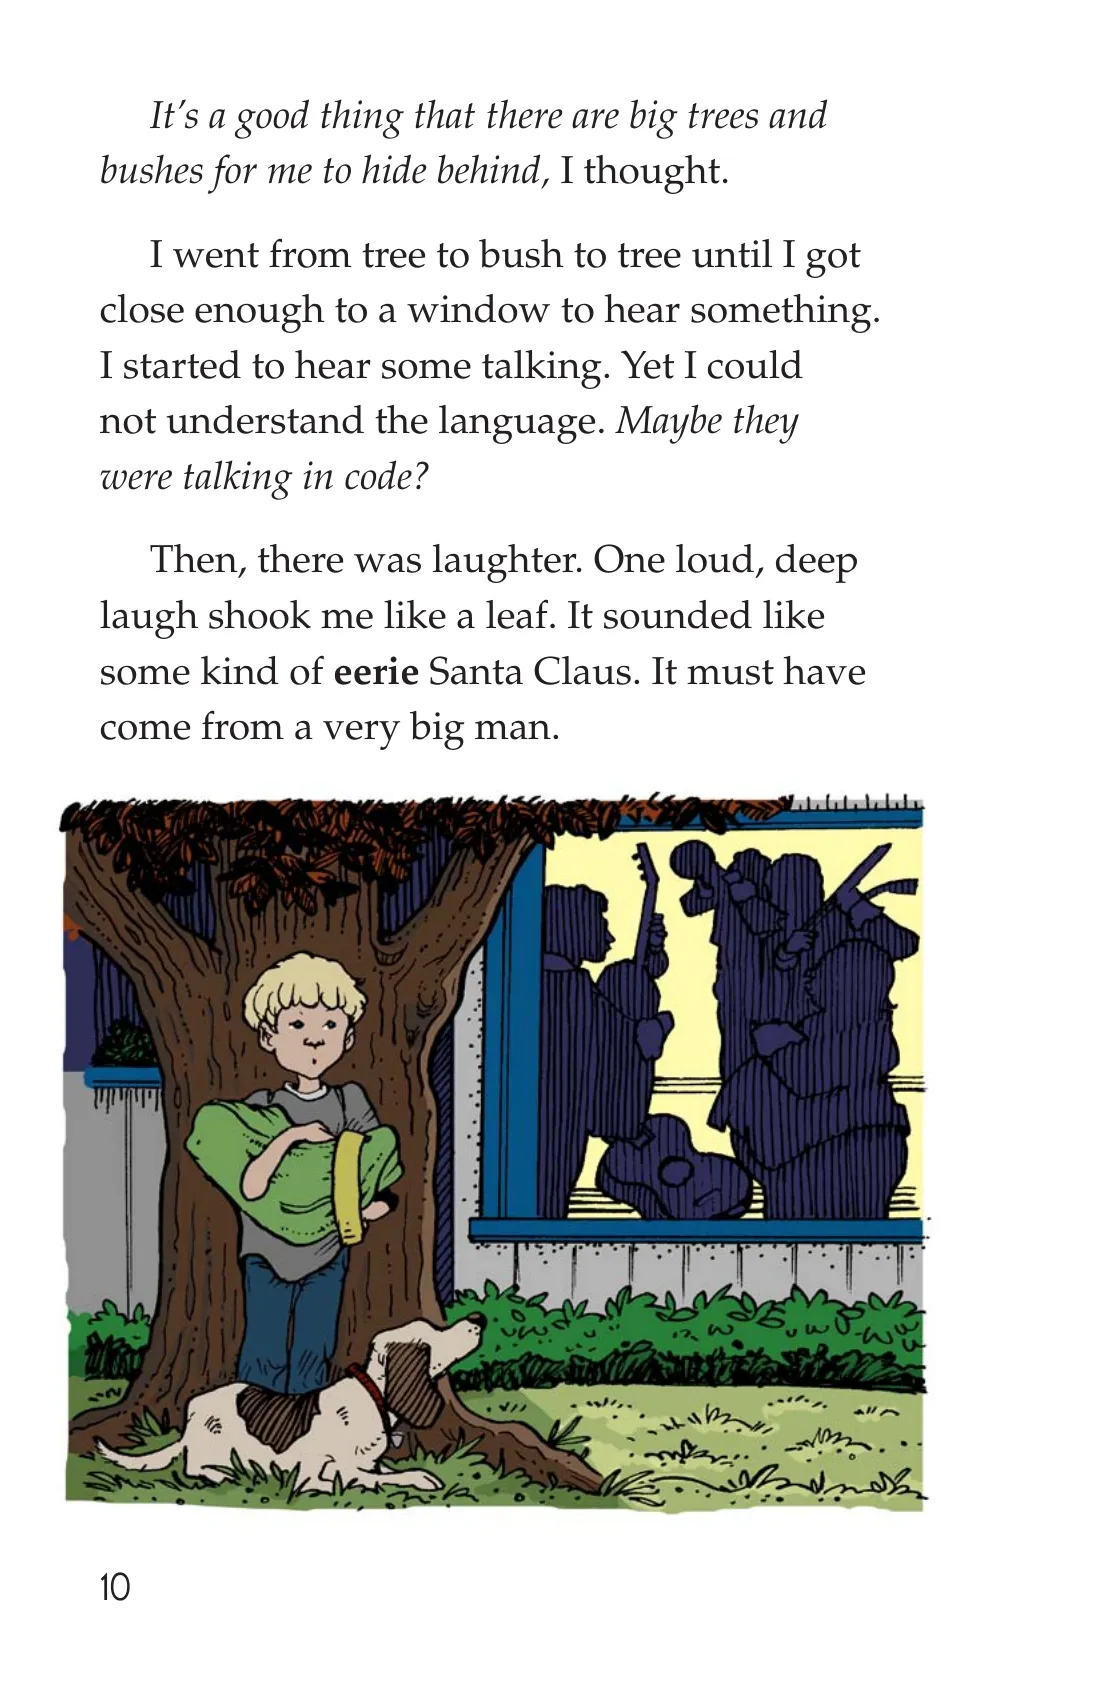 It's a good thing that there are big trees and
bushes for me to hide behind, I thought.
I went from tree to bush to tree until I got
close enough to a window to hear something.
I started to hear some talking. Yet I could
not understand the language. Maybe they
were talking in code?
Then, there was laughter. One loud, deep
laugh shook me like a leaf. It sounded like
some kind of eerie Santa Claus. It must have
come from a very big man.
10